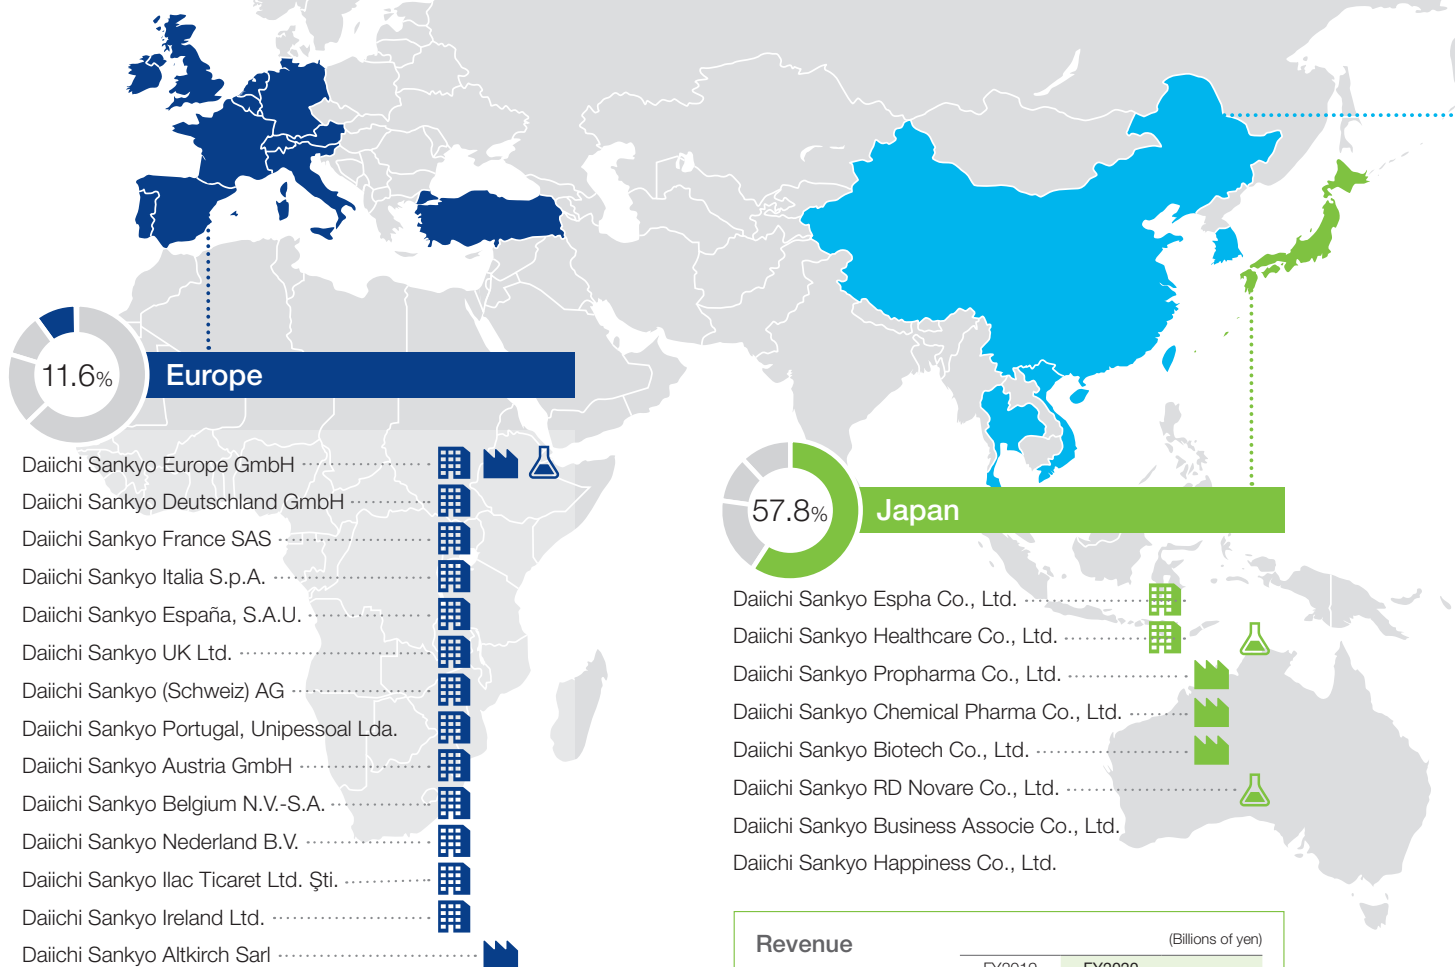 11.6%
Europe
Daiichi Sankyo Europe GmbH
Daiichi Sankyo Deutschland GmbH
Daiichi Sankyo France SAS
Daiichi Sankyo Italia S.p.A.
Daiichi Sankyo España, S.A.U.
Daiichi Sankyo UK Ltd.
Daiichi Sankyo (Schweiz) AG
Daiichi Sankyo Portugal, Unipessoal Lda.
Daiichi Sankyo Austria GmbH
Daiichi Sankyo Belgium N.V.-S.A.
Daiichi Sankyo Nederland B.V.
Daiichi Sankyo Ilac Ticaret Ltd. Şti.
Daiichi Sankyo Ireland Ltd.
Daiichi Sankyo Altkirch Sarl
57.8%
Japan
Daiichi Sankyo Espha Co., Ltd.
Daiichi Sankyo Healthcare Co., Ltd.
Daiichi Sankyo Propharma Co., Ltd.
Daiichi Sankyo Chemical Pharma Co., Ltd.
Daiichi Sankyo Biotech Co., Ltd.
Daiichi Sankyo RD Novare Co., Ltd.
Daiichi Sankyo Business Associe Co., Ltd.
Daiichi Sankyo Happiness Co., Ltd.
Revenue
(Billions of yen)
FY2020